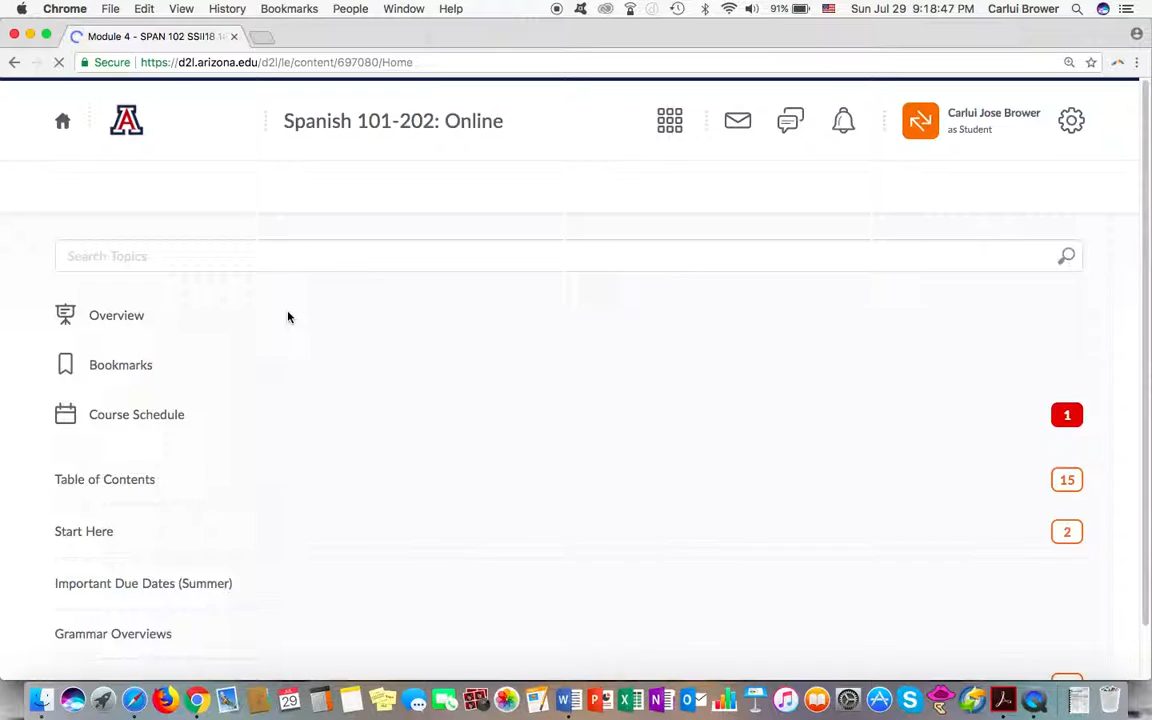 Chrome File Edit View History Bookmarks People Window Help 91% Sun Jul 29 9:18:47 PM Carlui Brower
Module 4 - SPAN 102 SSII18
Secure https://d2l.arizona.edu/d2l/le/content/697080/Home
A Spanish 101-202: Online Carlui Jose Brower
as Student
Search Topics
Overview
Bookmarks
Course Schedule 1
Table of Contents 15
Start Here 2
Important Due Dates (Summer)
Grammar Overviews